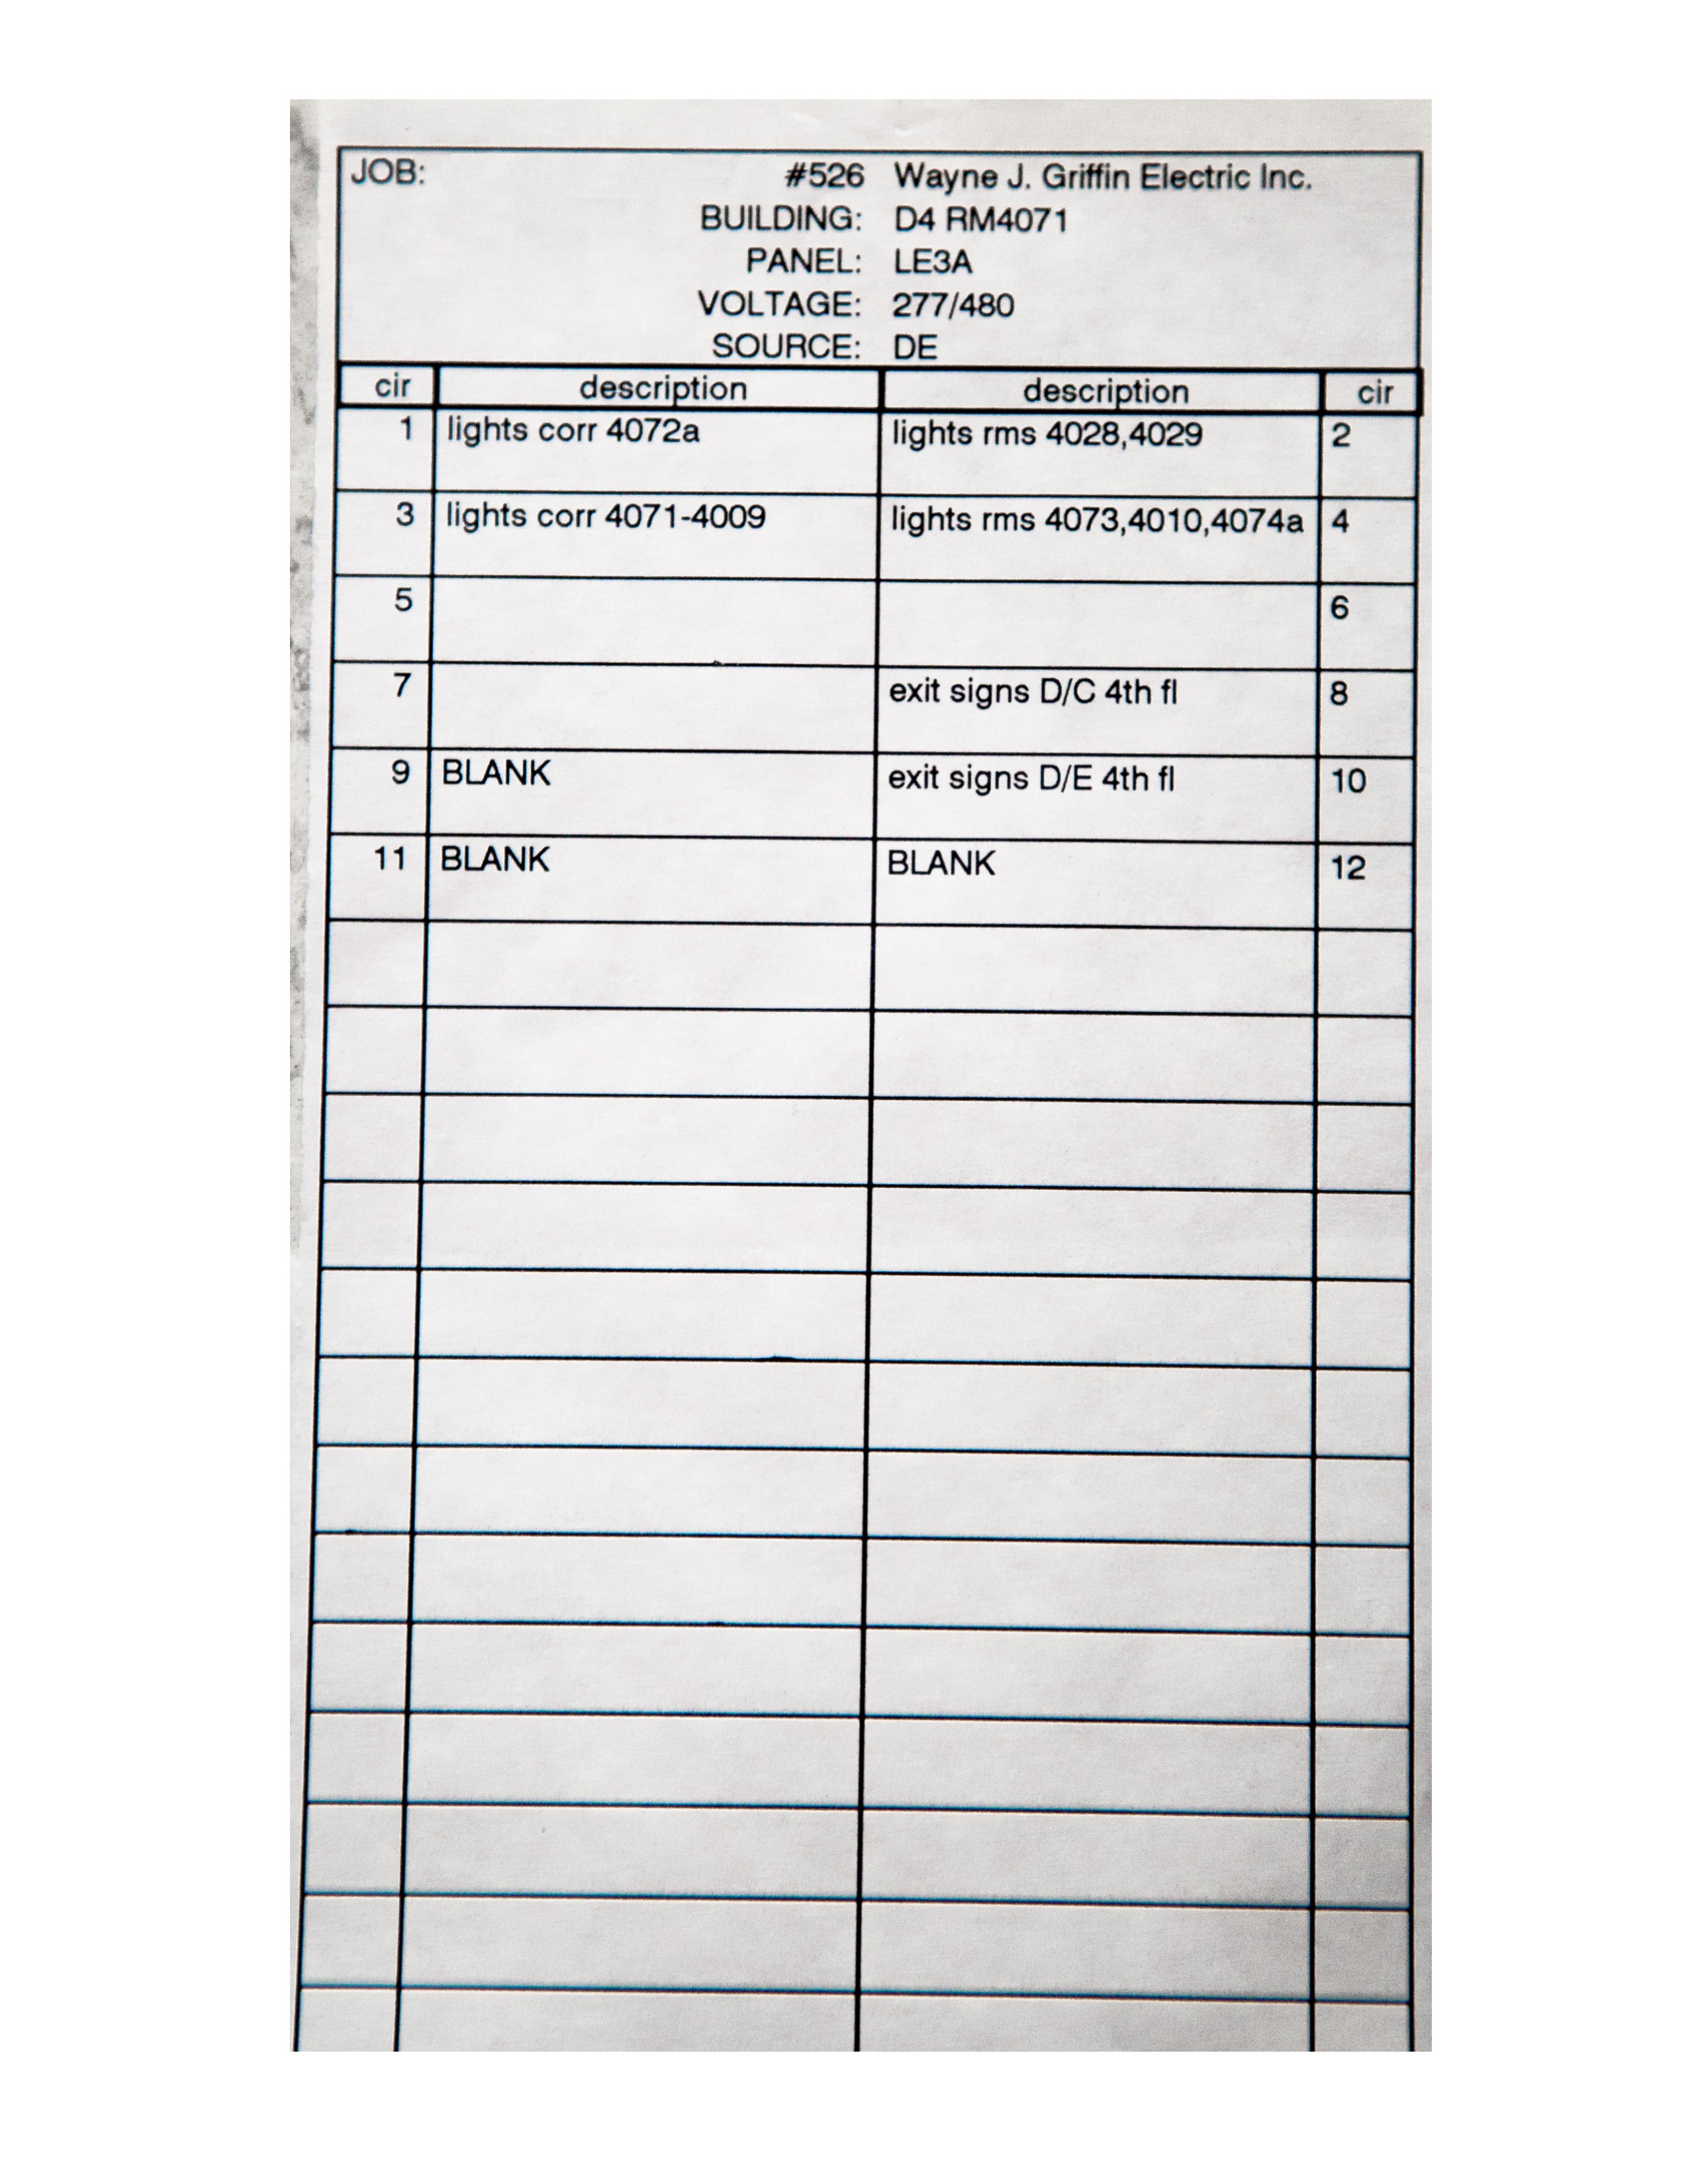 JOB: #526 Wayne J. Griffin Electric Inc.
BUILDING: D4 RM4071
PANEL: LE3A
VOLTAGE: 277/480
SOURCE: DE
cir description description cir
1 lights corr 4072a lights rms 4028,4029 2
3 lights corr 4071-4009 lights rms 4073,4010,4074a 4
5 6
7 exit signs D/C 4th fl 8
9 BLANK exit signs D/E 4th fl 10
11 BLANK BLANK 12